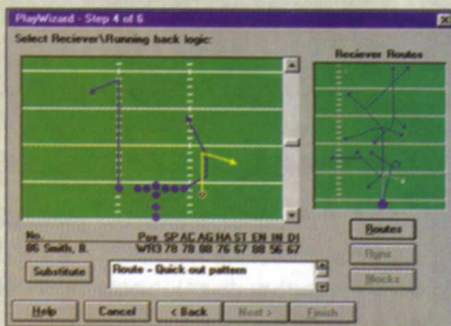 PlayWizard - Step 4 of 6
Select Reciever\Running back logic:
Reciever Routes
No. Pos SP AC AG HA ST EN IN DI
86 Smith, B. WR3 78 78 88 76 67 88 56 67
Substitute
Route - Quick out pattern
Routes
Runs
Blocks
Help
Cancel
< Back
Next >
Finish